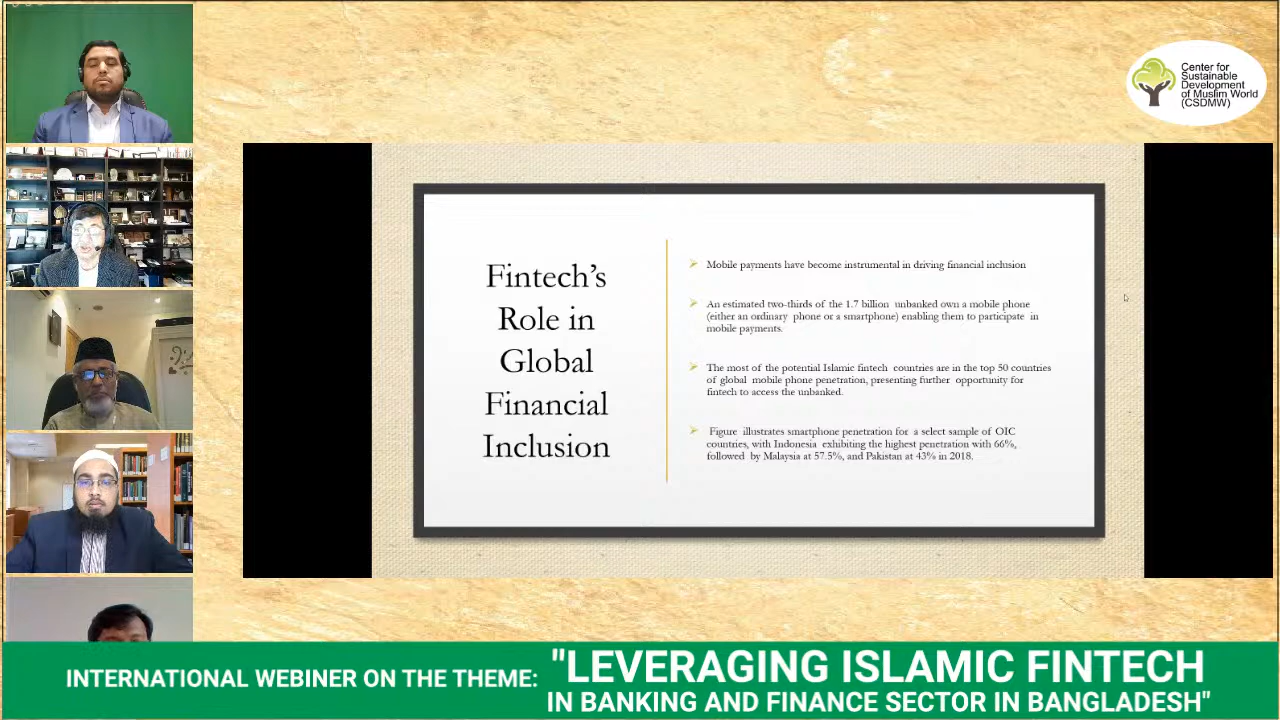 Center for
Sustainable
Development
of Muslim World
(CSDMW)
Fintech's
Role in
Global
Financial
Inclusion
Mobile payments have become instrumental in driving financial inclusion
An estimated two-thirds of the 1.7 billion unbanked own a mobile phone
(either an ordinary phone or a smartphone) enabling them to participate in
mobile payments.
The most of the potential Islamic fintech countries are in the top 50 countries
of global mobile phone penetration, presenting further opportunity for
fintech to access the unbanked.
Figure illustrates smartphone penetration for a select sample of OIC
countries, with Indonesia exhibiting the highest penetration with 66%,
followed by Malaysia at 57.5%, and Pakistan at 43% in 2018.
INTERNATIONAL WEBINER ON THE THEME: "LEVERAGING ISLAMIC FINTECH
IN BANKING AND FINANCE SECTOR IN BANGLADESH"